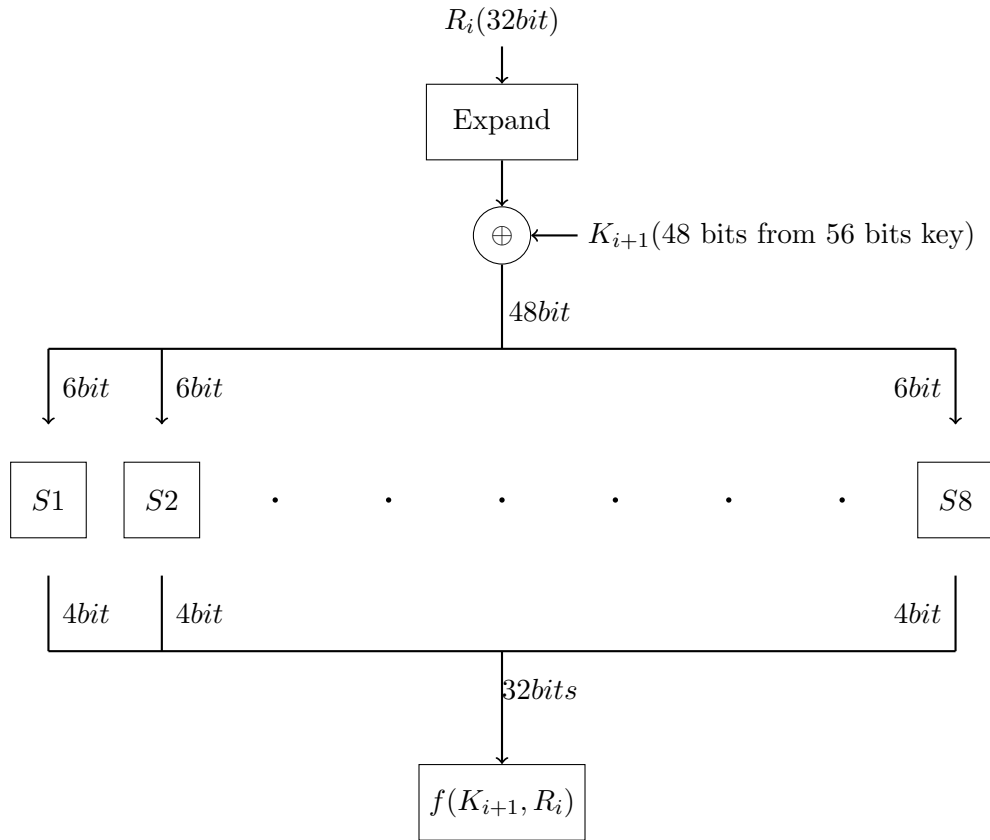 R_i(32bit)
Expand
⊕ K_{i+1}(48 bits from 56 bits key)
48bit
6bit 6bit 6bit
S1 S2 · · · · · · S8
4bit 4bit 4bit
32bits
f(K_{i+1}, R_i)